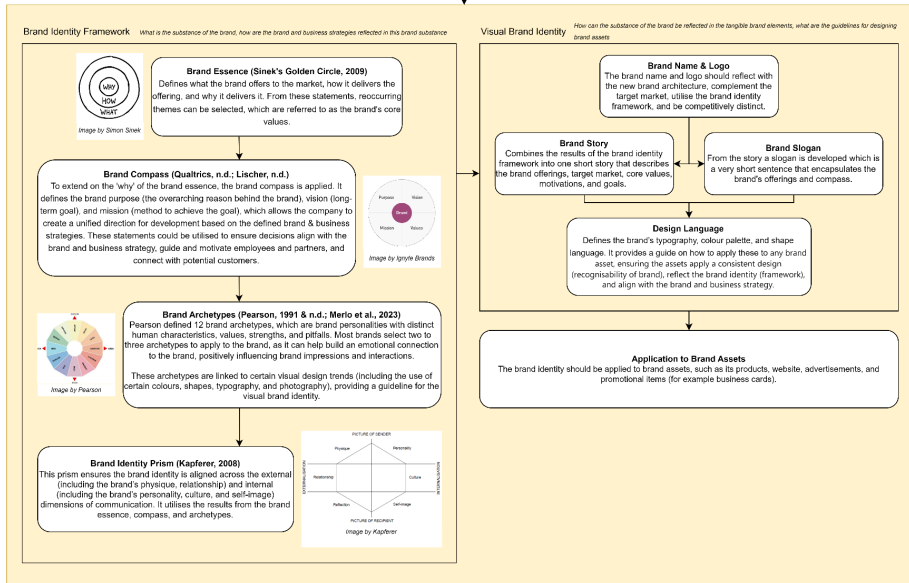 Brand Identity Framework What is the substance of the brand, how are the brand and business strategies reflected in this brand substance
Brand Essence (Sinek's Golden Circle, 2009)
Defines what the brand offers to the market, how it delivers the
offering, and why it delivers it. From these statements, reoccurring
themes can be selected, which are referred to as the brand's core
values.
WHY
HOW
WHAT
Image by Simon Sinek
Brand Compass (Qualtrics, n.d.; Lischer, n.d.)
To extend on the 'why' of the brand essence, the brand compass is applied. It
defines the brand purpose (the overarching reason behind the brand), vision (long-
term goal), and mission (method to achieve the goal), which allows the company to
create a unified direction for development based on the defined brand & business
strategies. These statements could be utilised to ensure decisions align with the
brand and business strategy, guide and motivate employees and partners, and
connect with potential customers.
Purpose Vision
Mission Values
Image by Ignyte Brands
Brand Archetypes (Pearson, 1991 & n.d.; Merlo et al., 2023)
Pearson defined 12 brand archetypes, which are brand personalities with distinct
human characteristics, values, strengths, and pitfalls. Most brands select two to
three archetypes to apply to the brand, as it can help build an emotional connection
to the brand, positively influencing brand impressions and interactions.
These archetypes are linked to certain visual design trends (including the use of
certain colours, shapes, typography, and photography), providing a guideline for the
visual brand identity.
Image by Pearson
Brand Identity Prism (Kapferer, 2008)
This prism ensures the brand identity is aligned across the external
(including the brand's physique, relationship) and internal
(including the brand's personality, culture, and self-image)
dimensions of communication. It utilises the results from the brand
essence, compass, and archetypes.
PICTURE OF SENDER
Physique Personality
EXTERNALISATION
Relationship Culture
INTERNALISATION
Reflection Self-image
PICTURE OF RECIPIENT
Image by Kapferer
Visual Brand Identity How can the substance of the brand be reflected in the tangible brand elements, what are the guidelines for designing
brand assets
Brand Name & Logo
The brand name and logo should reflect with
the new brand architecture, complement the
target market, utilise the brand identity
framework, and be competitively distinct.
Brand Story
Combines the results of the brand identity
framework into one short story that describes
the brand offerings, target market, core values,
motivations, and goals.
Brand Slogan
From the story a slogan is developed which is
a very short sentence that encapsulates the
brand's offerings and compass.
Design Language
Defines the brand's typography, colour palette, and shape
language. It provides a guide on how to apply these to any brand
asset, ensuring the assets apply a consistent design
(recognisability of brand), reflect the brand identity (framework),
and align with the brand and business strategy.
Application to Brand Assets
The brand identity should be applied to brand assets, such as its products, website, advertisements, and
promotional items (for example business cards).